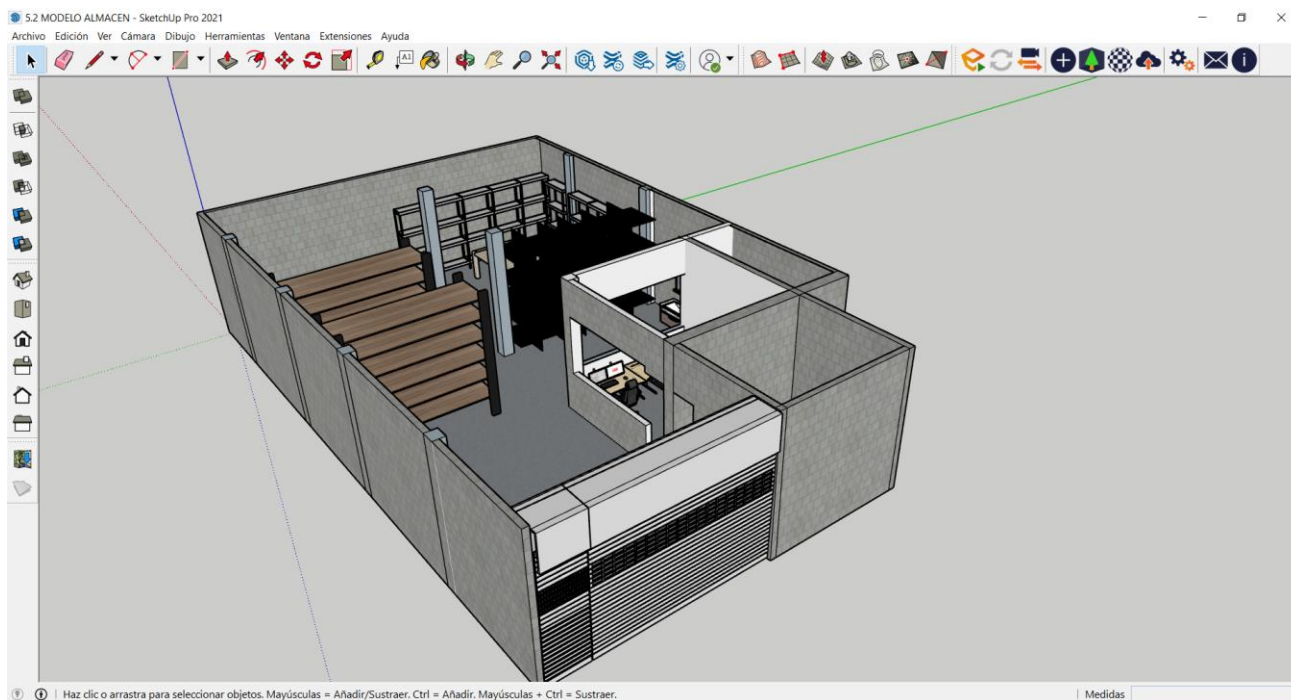 5.2 MODELO ALMACEN - SketchUp Pro 2021
Archivo Edición Ver Cámara Dibujo Herramientas Ventana Extensiones Ayuda
A1
Haz clic o arrastra para seleccionar objetos. Mayúsculas = Añadir/Sustraer. Ctrl = Añadir. Mayúsculas + Ctrl = Sustraer.
Medidas